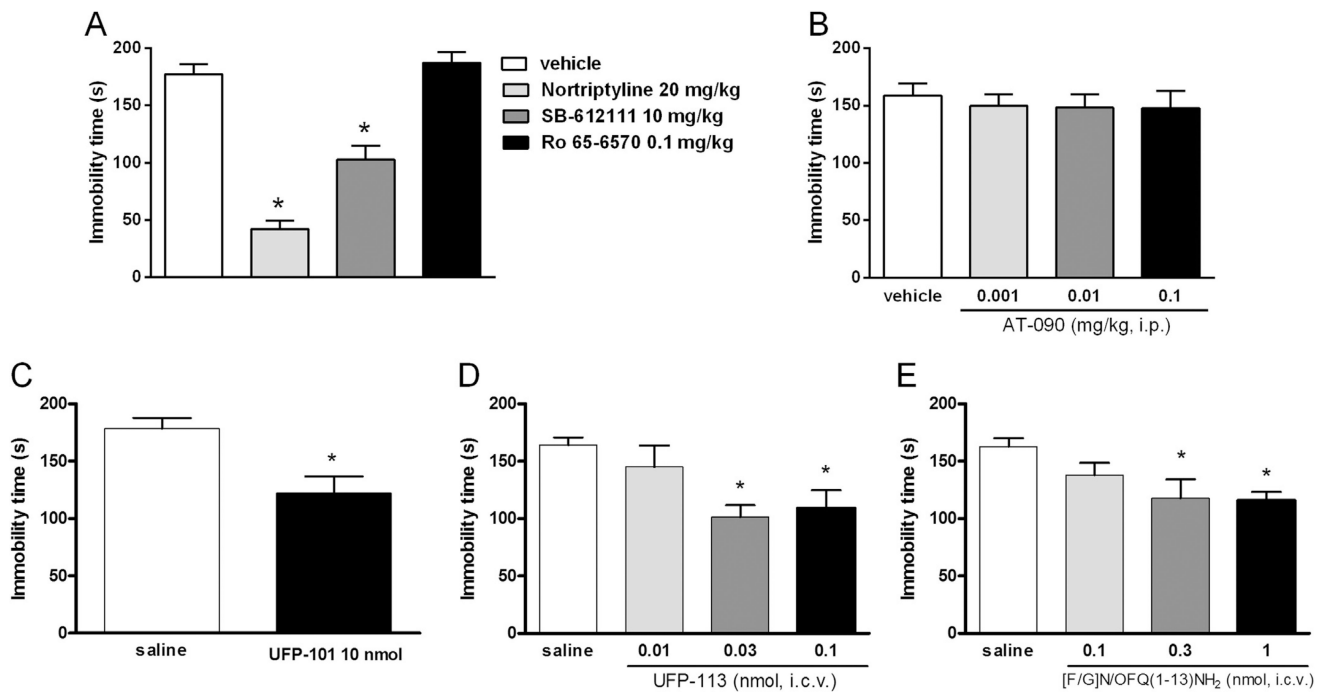 A
Immobility time (s)
200
150
100
50
0
*
*
vehicle
Nortriptyline 20 mg/kg
SB-612111 10 mg/kg
Ro 65-6570 0.1 mg/kg
B
Immobility time (s)
200
150
100
50
0
vehicle 0.001 0.01 0.1
AT-090 (mg/kg, i.p.)
C
Immobility time (s)
200
150
100
50
0
*
saline UFP-101 10 nmol
D
Immobility time (s)
200
150
100
50
0
* *
saline 0.01 0.03 0.1
UFP-113 (nmol, i.c.v.)
E
Immobility time (s)
200
150
100
50
0
* *
saline 0.1 0.3 1
[F/G]N/OFQ(1-13)NH₂ (nmol, i.c.v.)